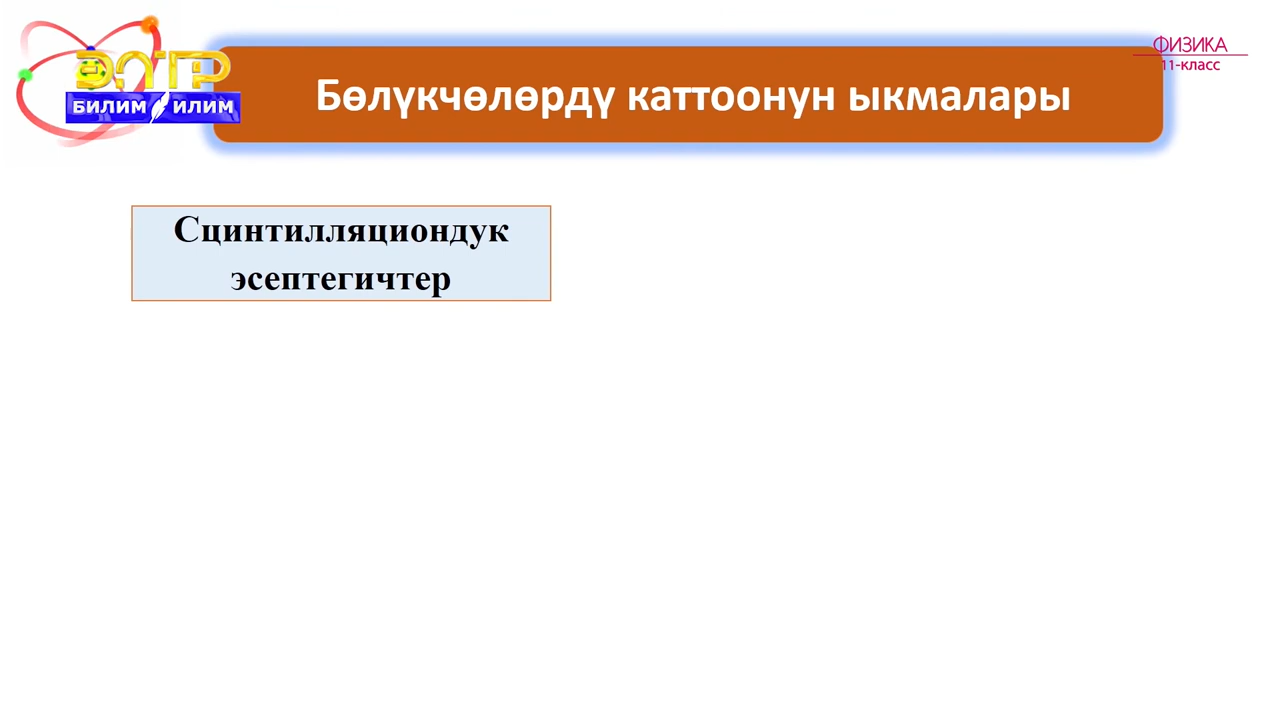 ЭЛТР
БИЛИМ ИЛИМ
Бөлүкчөлөрдү каттоонун ыкмалары
ФИЗИКА
11-класс
Сцинтилляциондук
эсептегичтер